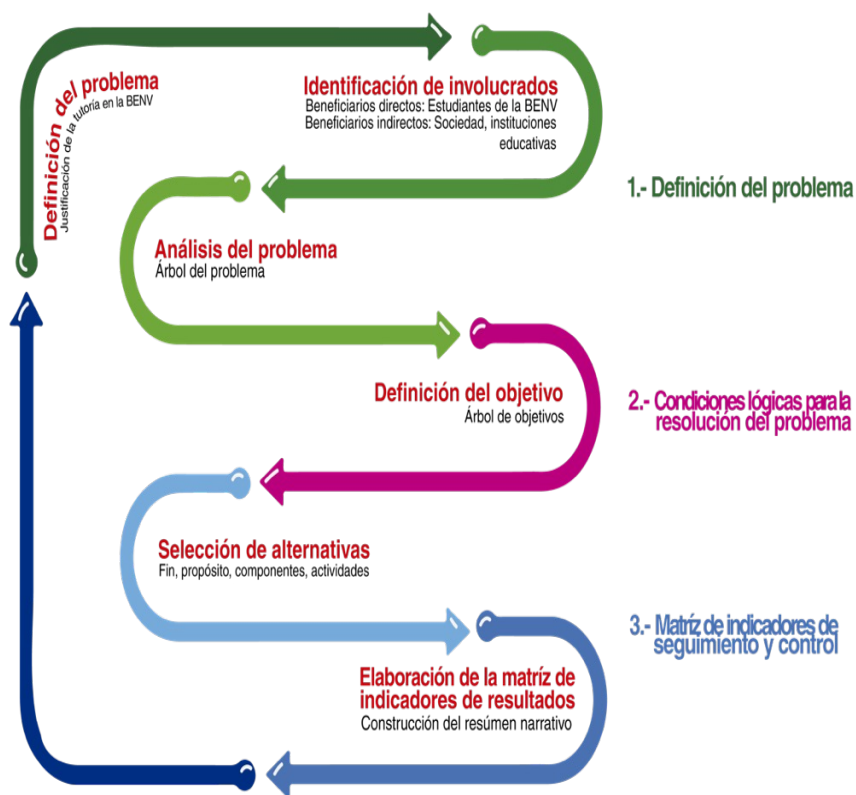 Definición del problema
Justificación de la tutoría en la BENV
Identificación de involucrados
Beneficiarios directos: Estudiantes de la BENV
Beneficiarios indirectos: Sociedad, instituciones
educativas
1.- Definición del problema
Análisis del problema
Árbol del problema
Definición del objetivo
Árbol de objetivos
2.- Condiciones lógicas para la
resolución del problema
Selección de alternativas
Fin, propósito, componentes, actividades
3.- Matríz de indicadores de
seguimiento y control
Elaboración de la matríz de
indicadores de resultados
Construcción del resúmen narrativo